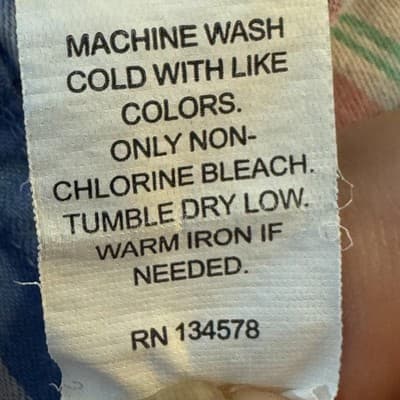 MACHINE WASH
COLD WITH LIKE
COLORS.
ONLY NON-
CHLORINE BLEACH.
TUMBLE DRY LOW.
WARM IRON IF
NEEDED.
RN 134578